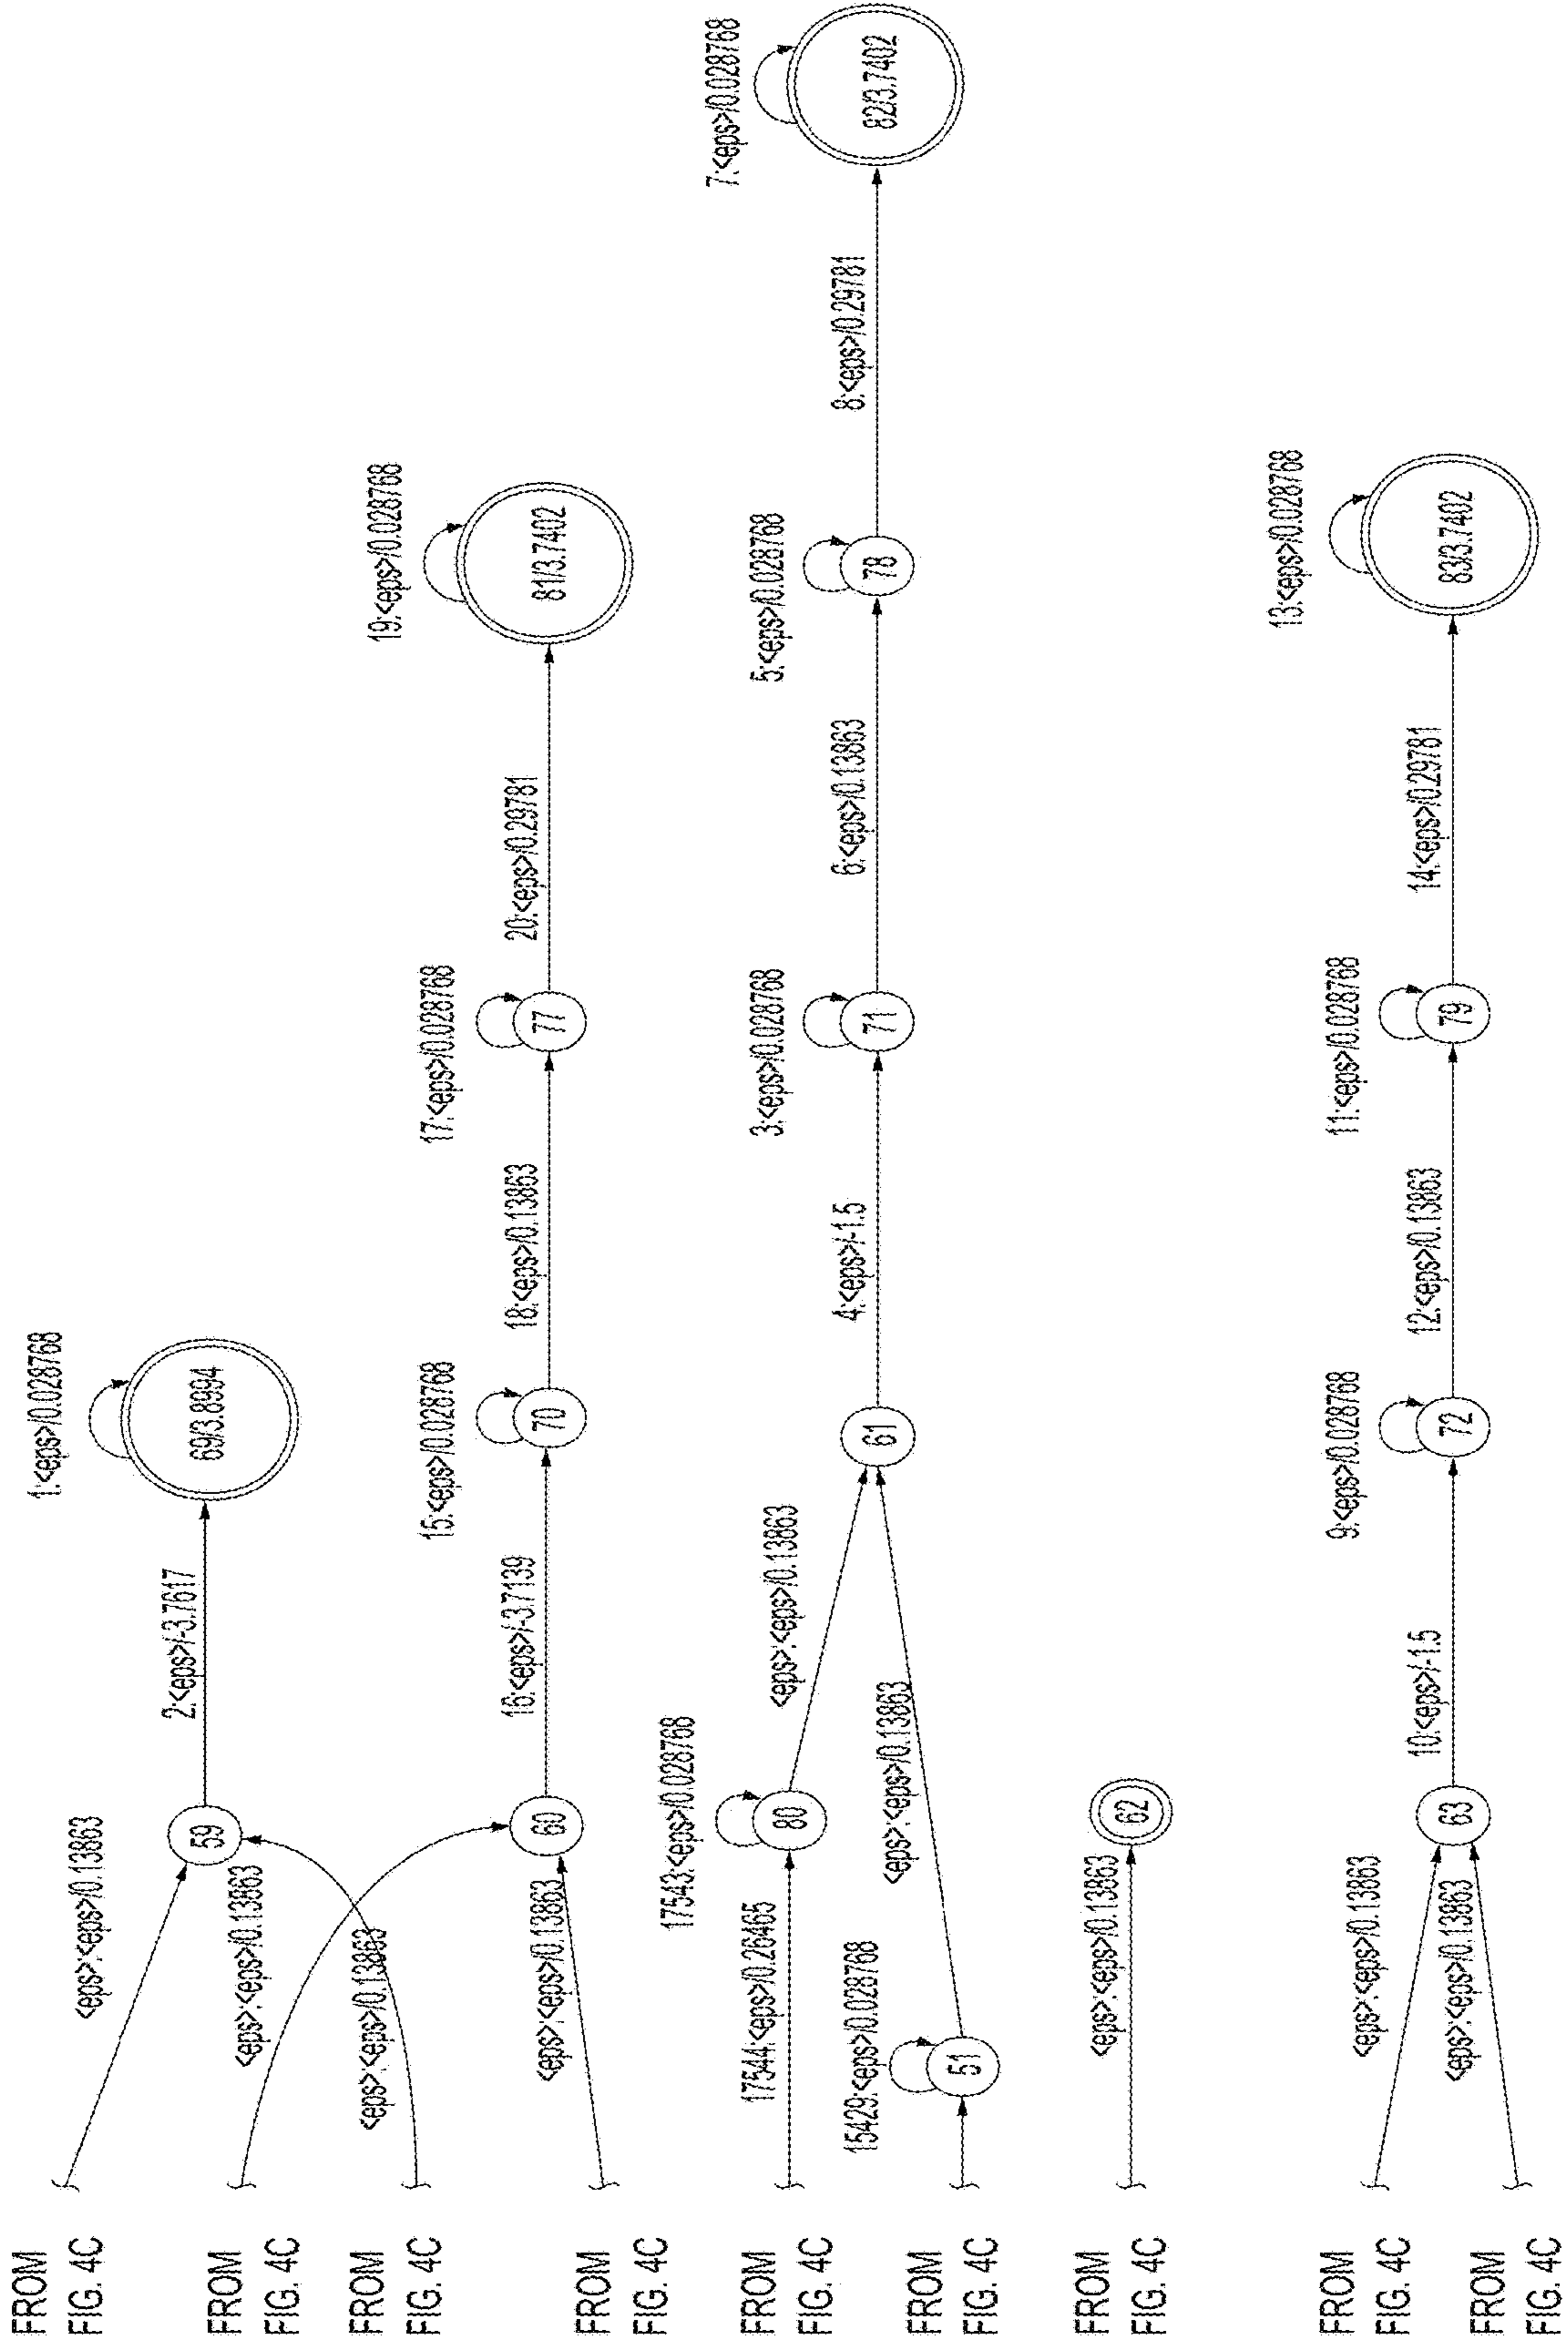 FROM
FIG. 4C
<eps>:<eps>/0.13863
59
2:<eps>/-3.7617
69/3.8994
1:<eps>/0.028768
FROM
FIG. 4C
<eps>:<eps>/0.13863
FROM
FIG. 4C
<eps>:<eps>/0.13863
FROM
FIG. 4C
<eps>:<eps>/0.13863
60
16:<eps>/-3.7139
70
15:<eps>/0.028768
18:<eps>/0.13863
77
17:<eps>/0.028768
20:<eps>/0.29781
81/3.7402
19:<eps>/0.028768
FROM
FIG. 4C
17544:<eps>/0.26465
80
17543:<eps>/0.028768
<eps>:<eps>/0.13863
FROM
FIG. 4C
51
15429:<eps>/0.028768
<eps>:<eps>/0.13863
61
4:<eps>/-1.5
71
3:<eps>/0.028768
6:<eps>/0.13863
78
5:<eps>/0.028768
8:<eps>/0.29781
82/3.7402
7:<eps>/0.028768
FROM
FIG. 4C
<eps>:<eps>/0.13863
62
FROM
FIG. 4C
<eps>:<eps>/0.13863
FROM
FIG. 4C
<eps>:<eps>/0.13863
63
10:<eps>/-1.5
72
9:<eps>/0.028768
12:<eps>/0.13863
79
11:<eps>/0.028768
14:<eps>/0.29781
83/3.7402
13:<eps>/0.028768